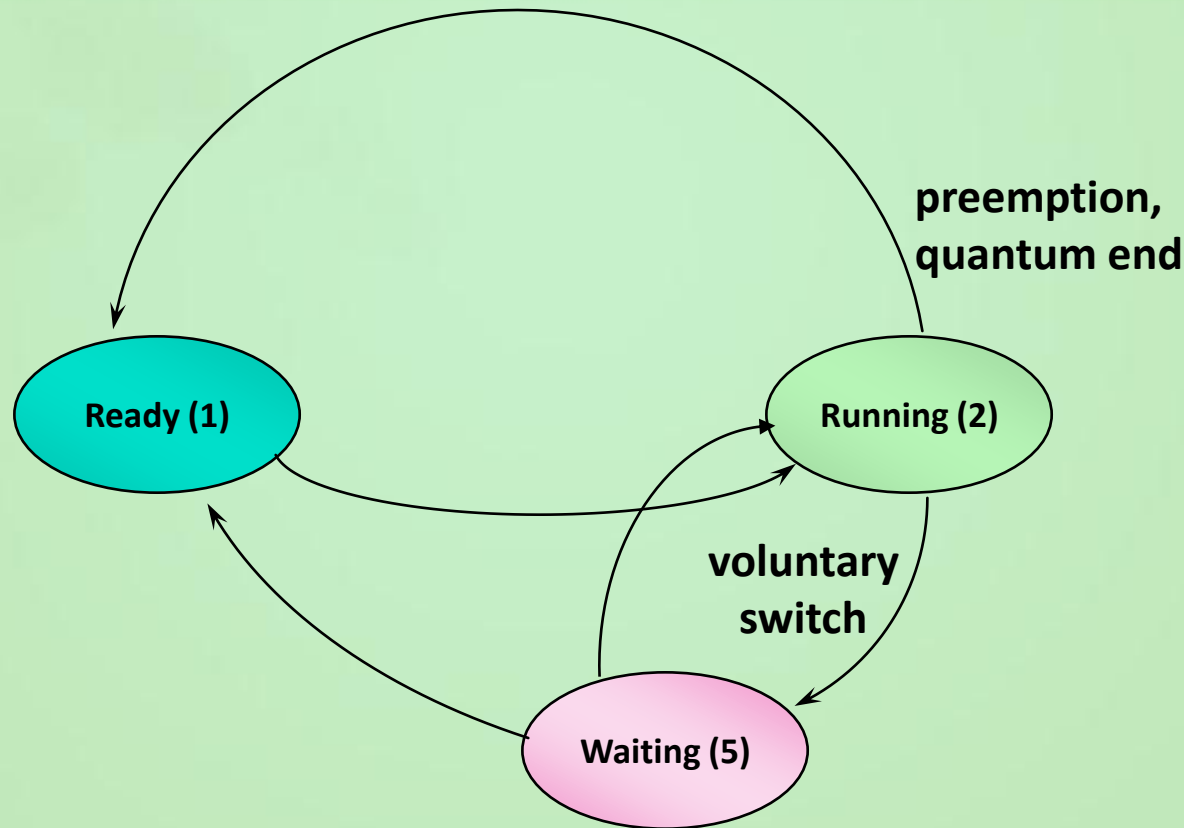 preemption,
quantum end
Ready (1)
Running (2)
voluntary
switch
Waiting (5)